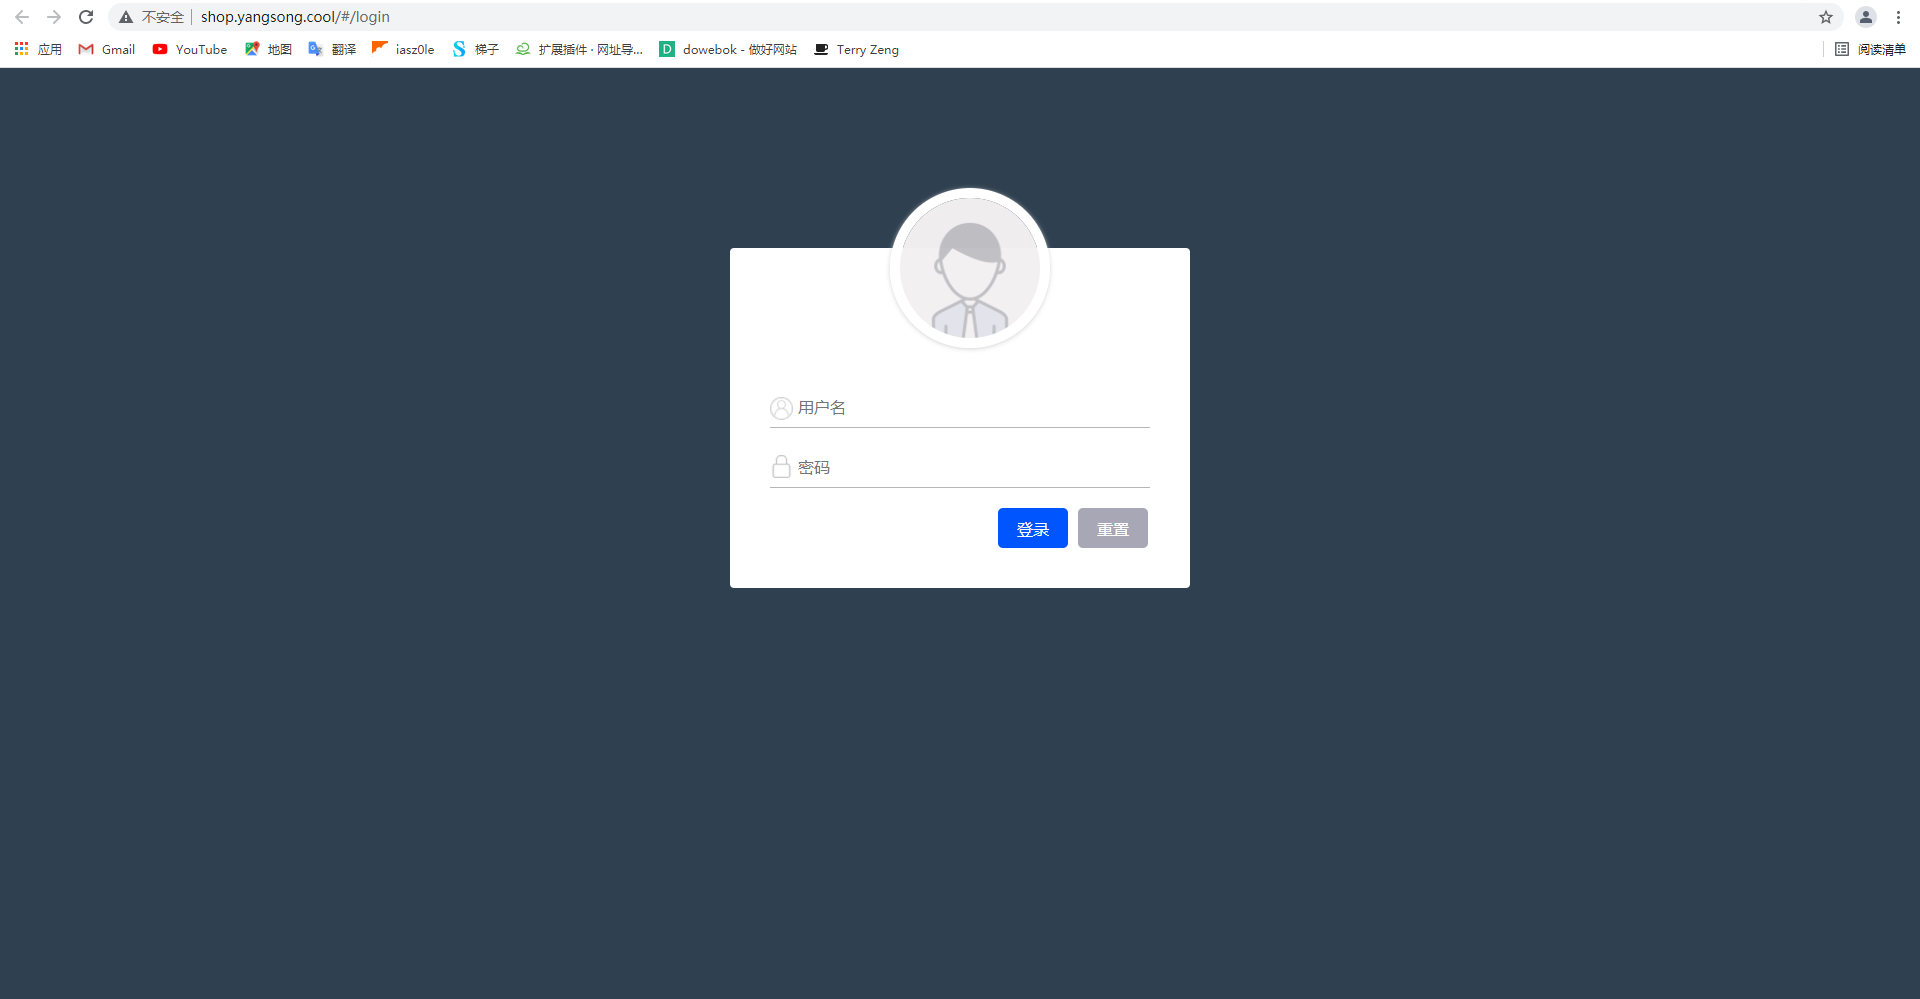 不安全 shop.yangsong.cool/#/login
应用 Gmail YouTube 地图 翻译 iasz0le 梯子 扩展插件 · 网址导... D dowebok - 做好网站 Terry Zeng 阅读清单
用户名
密码
登录 重置